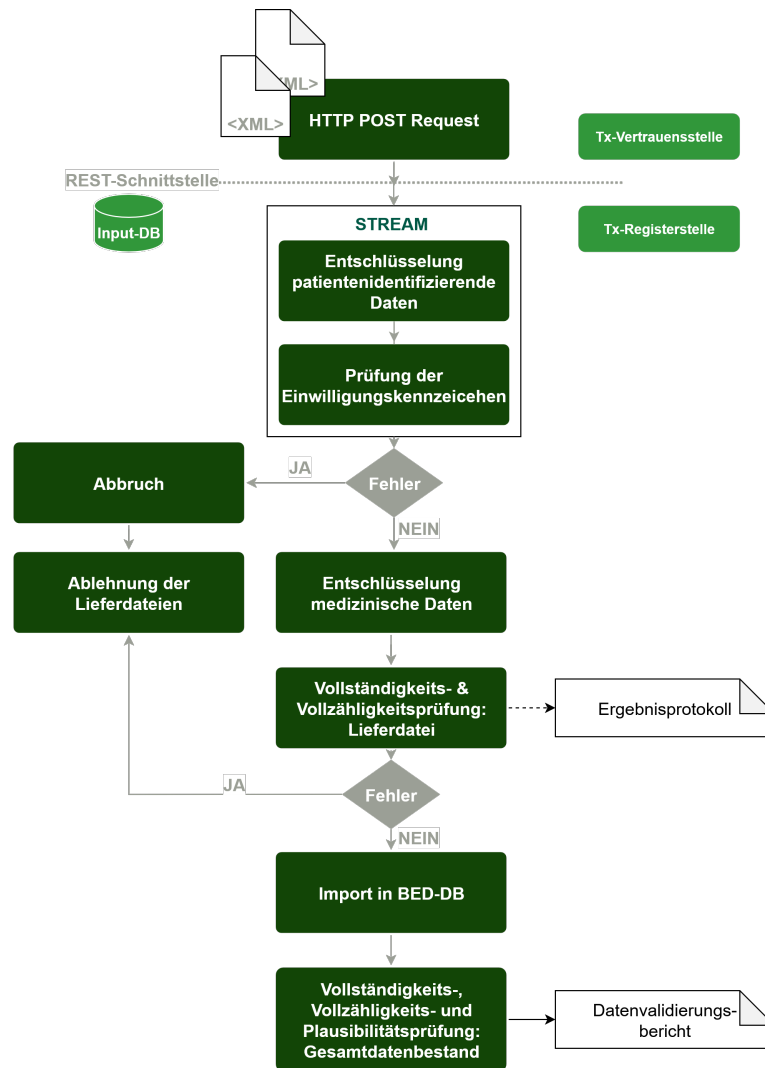 ML>
<XML>
HTTP POST Request
Tx-Vertrauensstelle
REST-Schnittstelle
Input-DB
Tx-Registerstelle
STREAM
Entschlüsselung
patientenidentifizierende
Daten
Prüfung der
Einwilligungskennzeicehen
Fehler
JA
Abbruch
NEIN
Ablehnung der
Lieferdateien
Entschlüsselung
medizinische Daten
Vollständigkeits- &
Vollzähligkeitsprüfung:
Lieferdatei
Ergebnisprotokoll
Fehler
JA
NEIN
Import in BED-DB
Vollständigkeits-,
Vollzähligkeits- und
Plausibilitätsprüfung:
Gesamtdatenbestand
Datenvalidierungs-
bericht